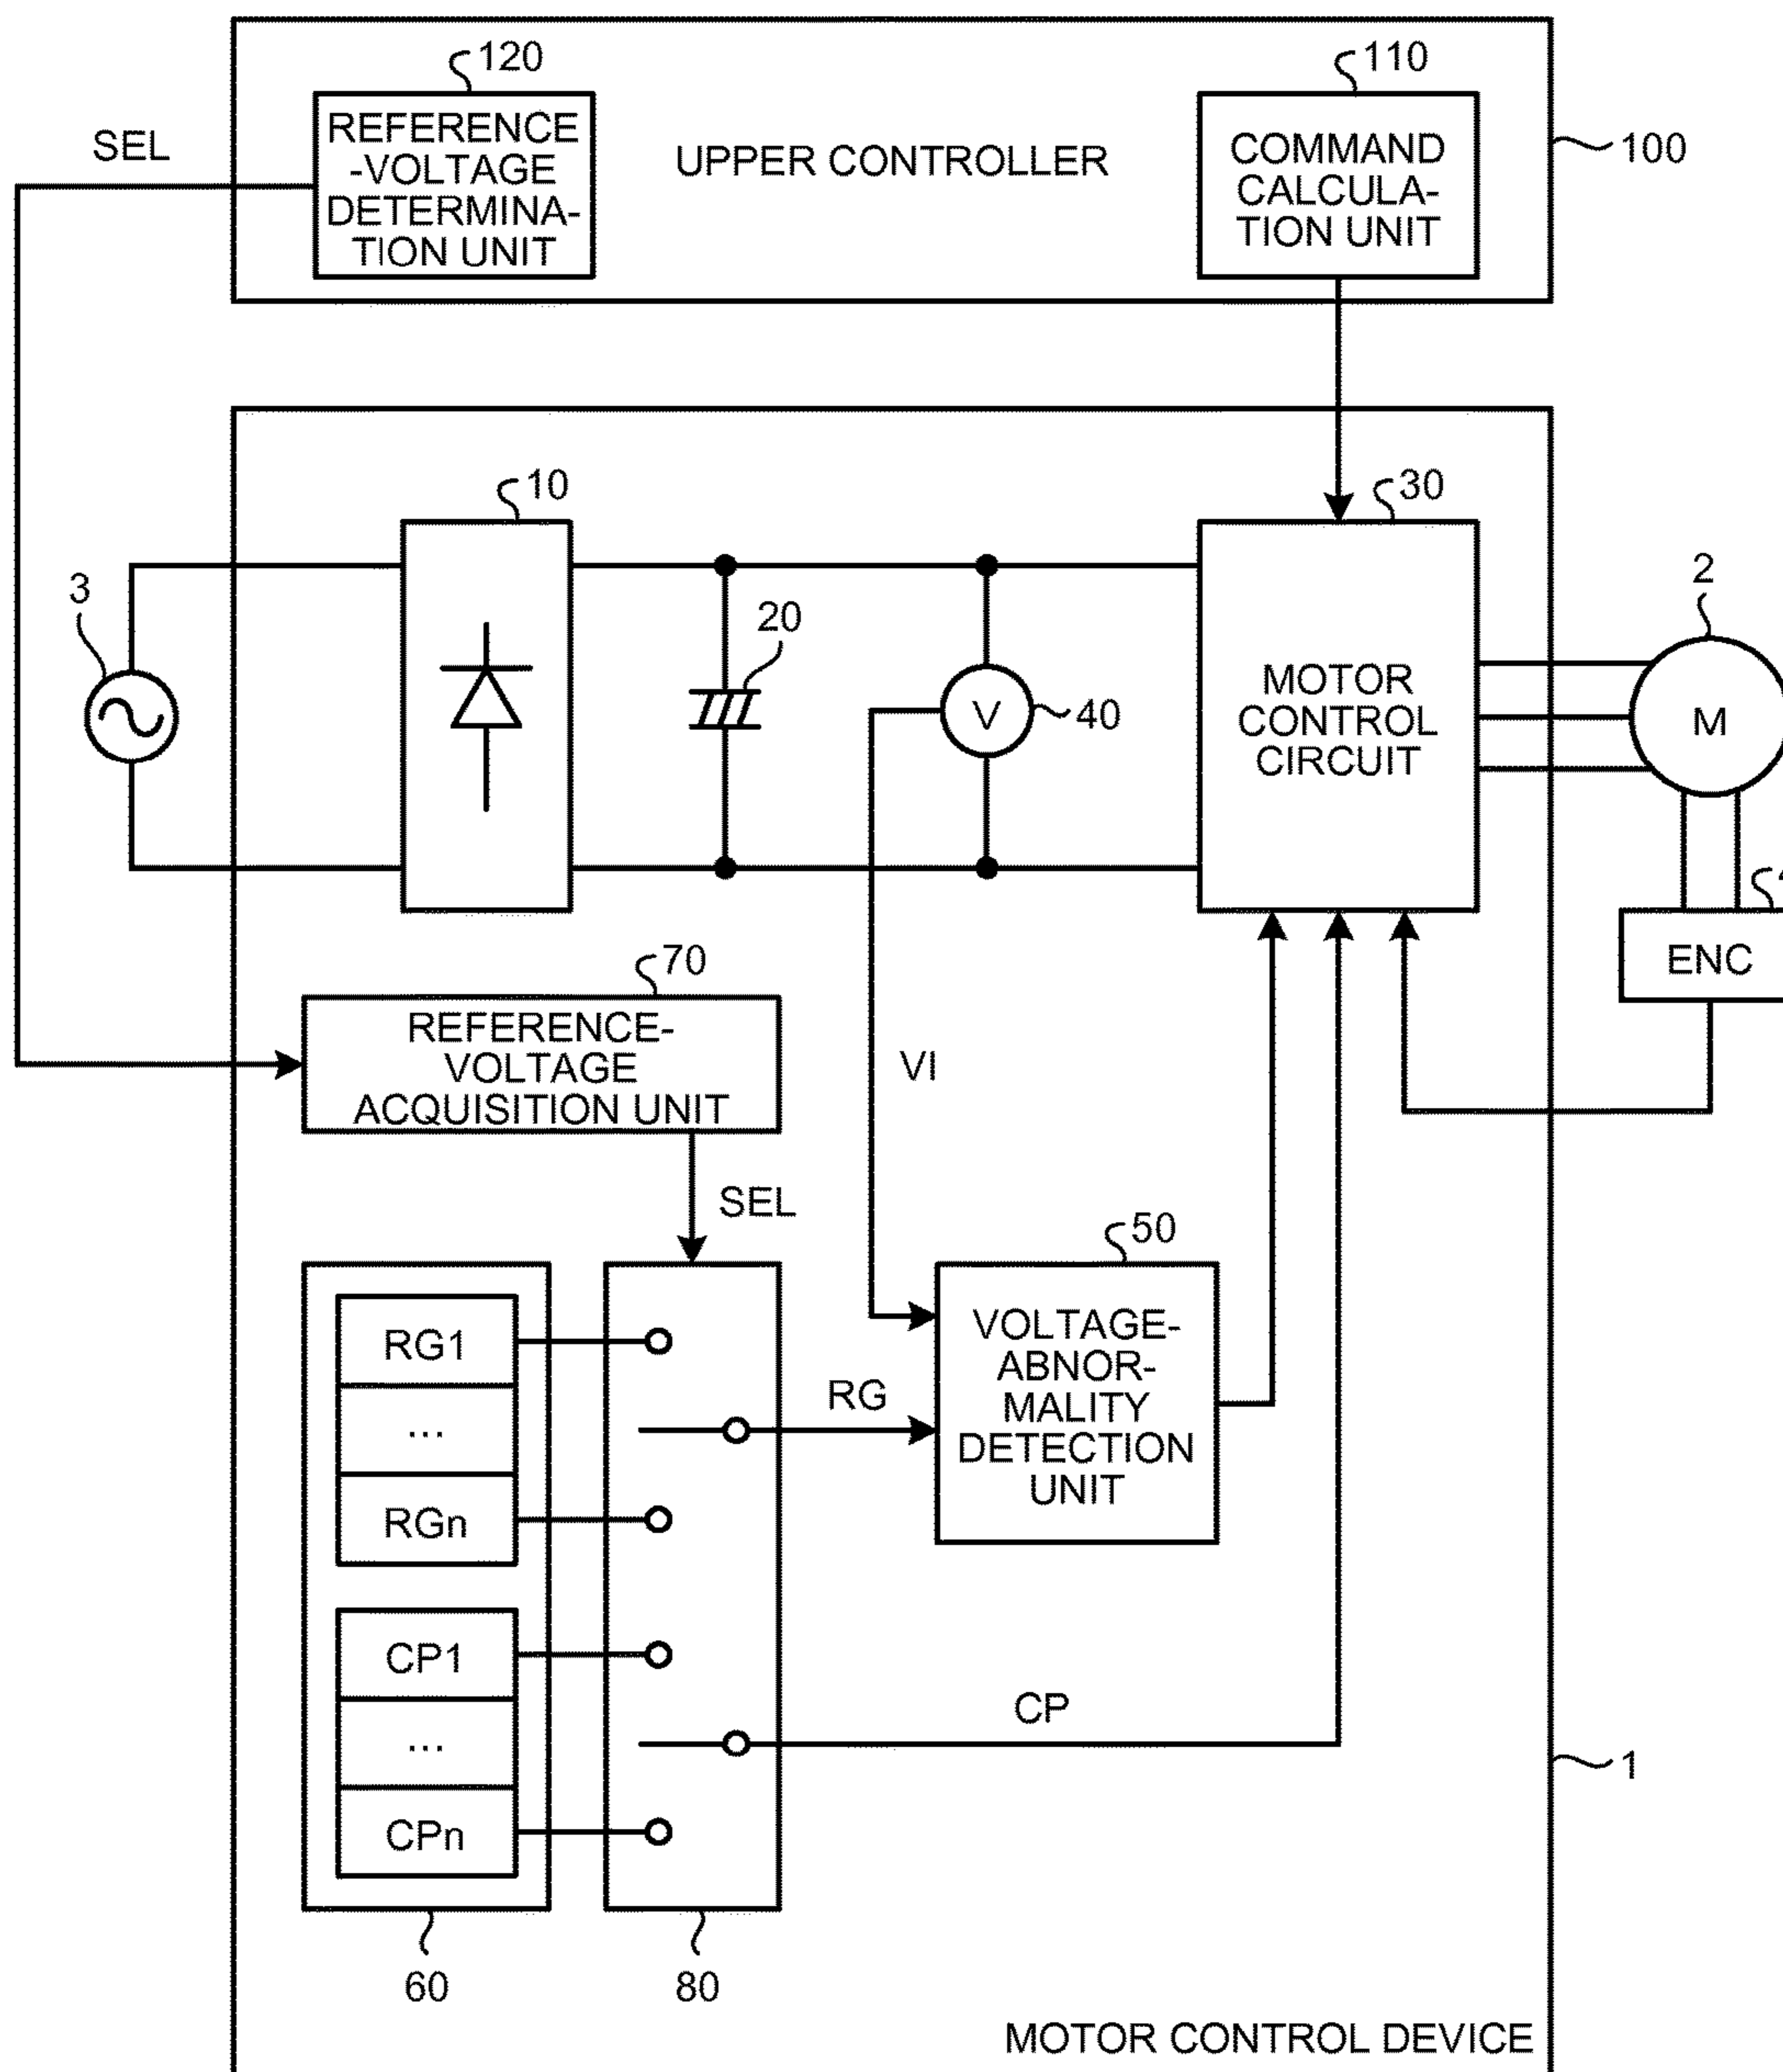 120
110
SEL
REFERENCE
-VOLTAGE
DETERMINA-
TION UNIT
UPPER CONTROLLER
COMMAND
CALCULA-
TION UNIT
100
10
30
3
20
2
MOTOR
CONTROL
CIRCUIT
V
40
M
ENC
70
REFERENCE-
VOLTAGE
ACQUISITION UNIT
VI
SEL
50
RG1
...
RGn
RG
VOLTAGE-
ABNOR-
MALITY
DETECTION
UNIT
CP1
...
CPn
CP
1
60
80
MOTOR CONTROL DEVICE